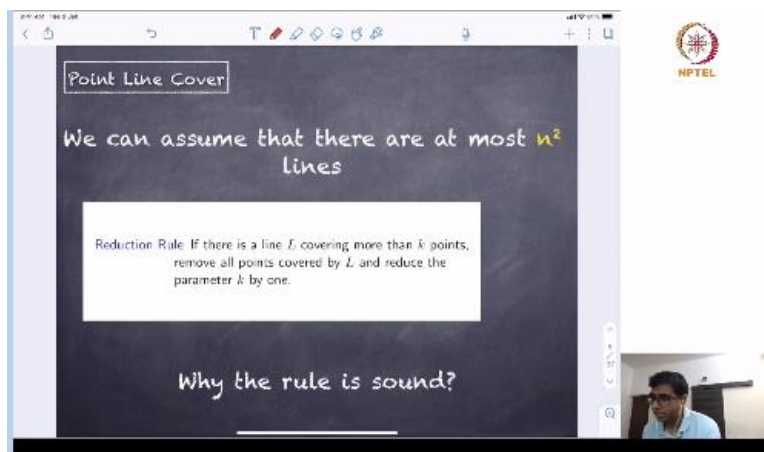 Point Line Cover
NPTEL
We can assume that there are at most n²
lines
Reduction Rule If there is a line L covering more than k points,
remove all points covered by L and reduce the
parameter k by one.
Why the rule is sound?